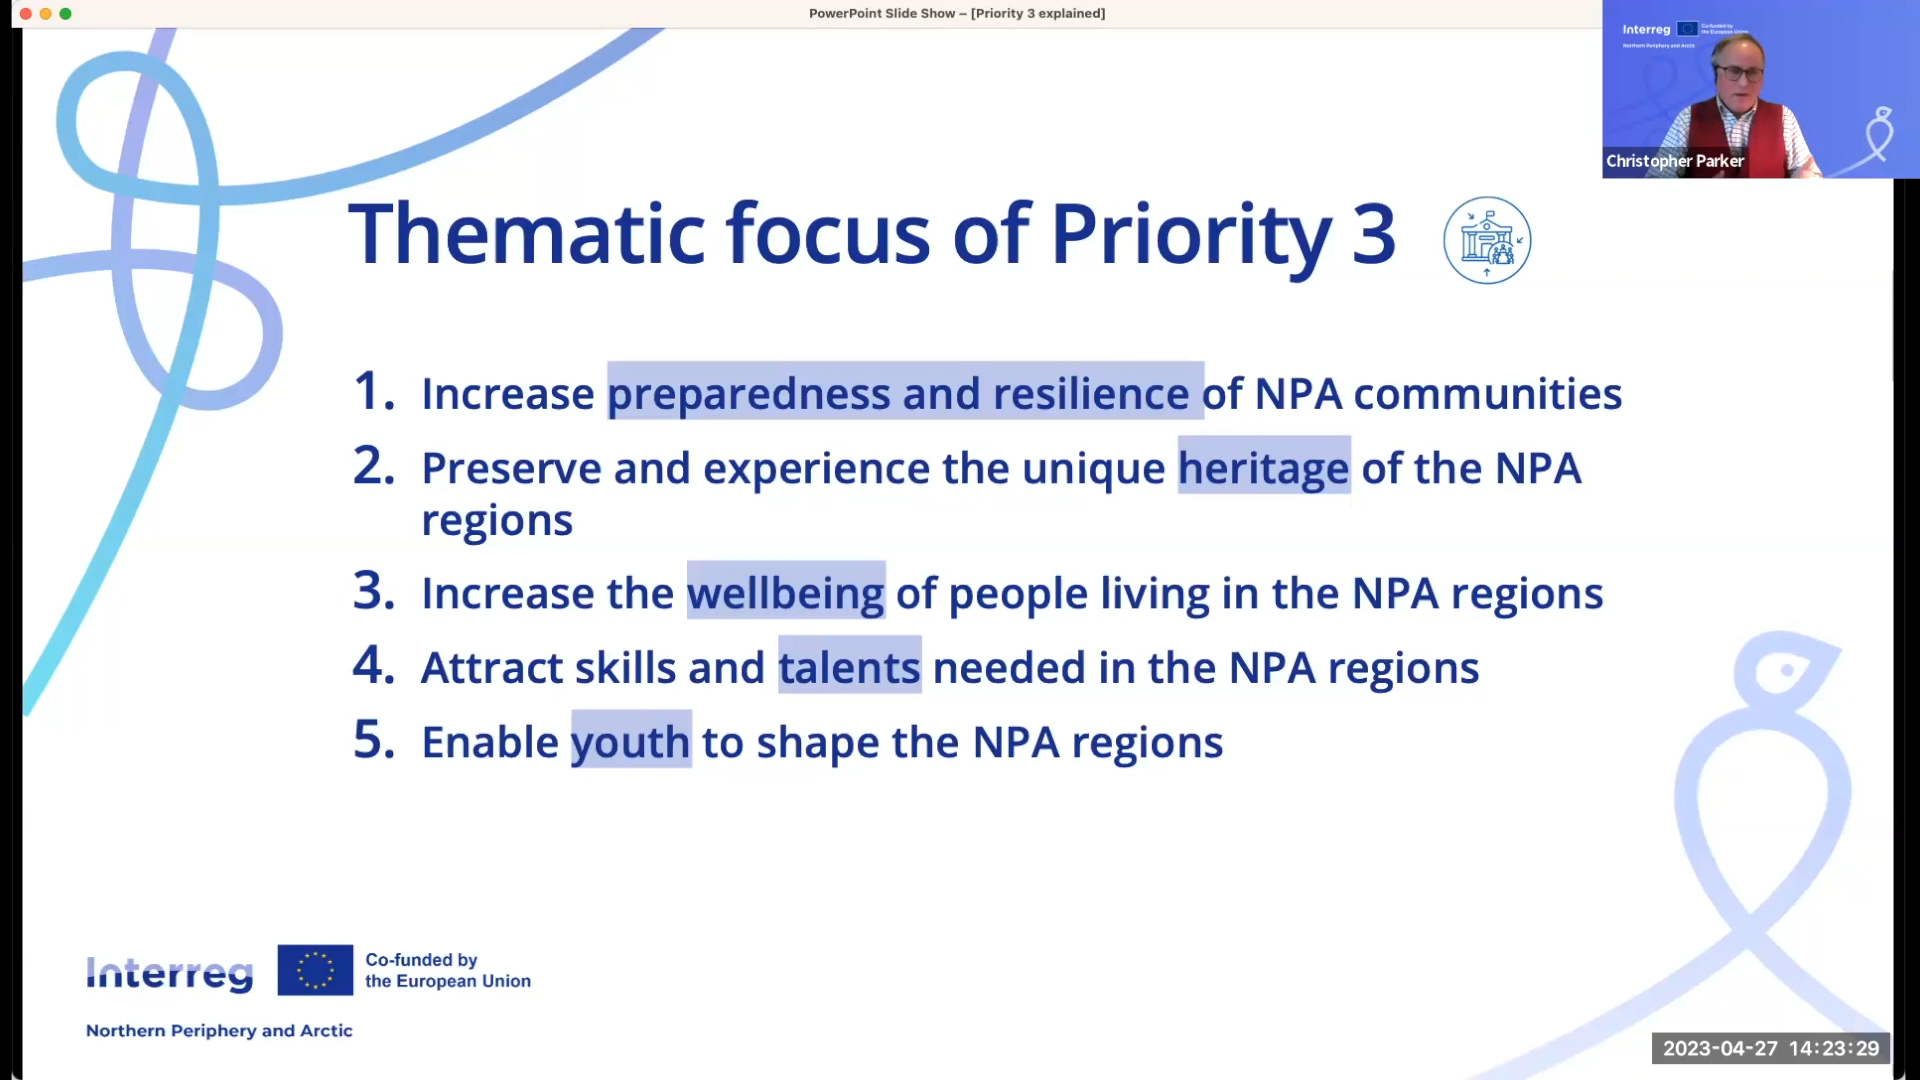 PowerPoint Slide Show – [Priority 3 explained]
Interreg
Co-funded by
the European Union
Northern Periphery and Arctic
Christopher Parker
Thematic focus of Priority 3
1. Increase preparedness and resilience of NPA communities
2. Preserve and experience the unique heritage of the NPA
regions
3. Increase the wellbeing of people living in the NPA regions
4. Attract skills and talents needed in the NPA regions
5. Enable youth to shape the NPA regions
Interreg
Co-funded by
the European Union
Northern Periphery and Arctic
2023-04-27 14:23:29